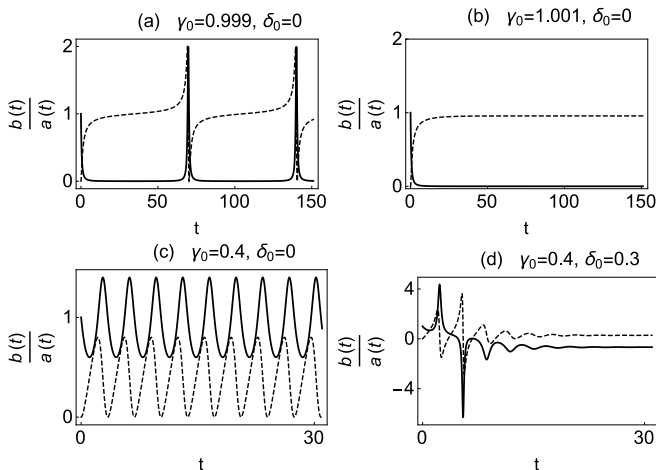 (a) γ0=0.999, δ0=0
(b) γ0=1.001, δ0=0
2
1
0
b(t)
a(t)
0 50 100 150
t
2
1
0
b(t)
a(t)
0 50 100 150
t
(c) γ0=0.4, δ0=0
(d) γ0=0.4, δ0=0.3
1
0
b(t)
a(t)
0 30
t
4
0
-4
b(t)
a(t)
0 30
t